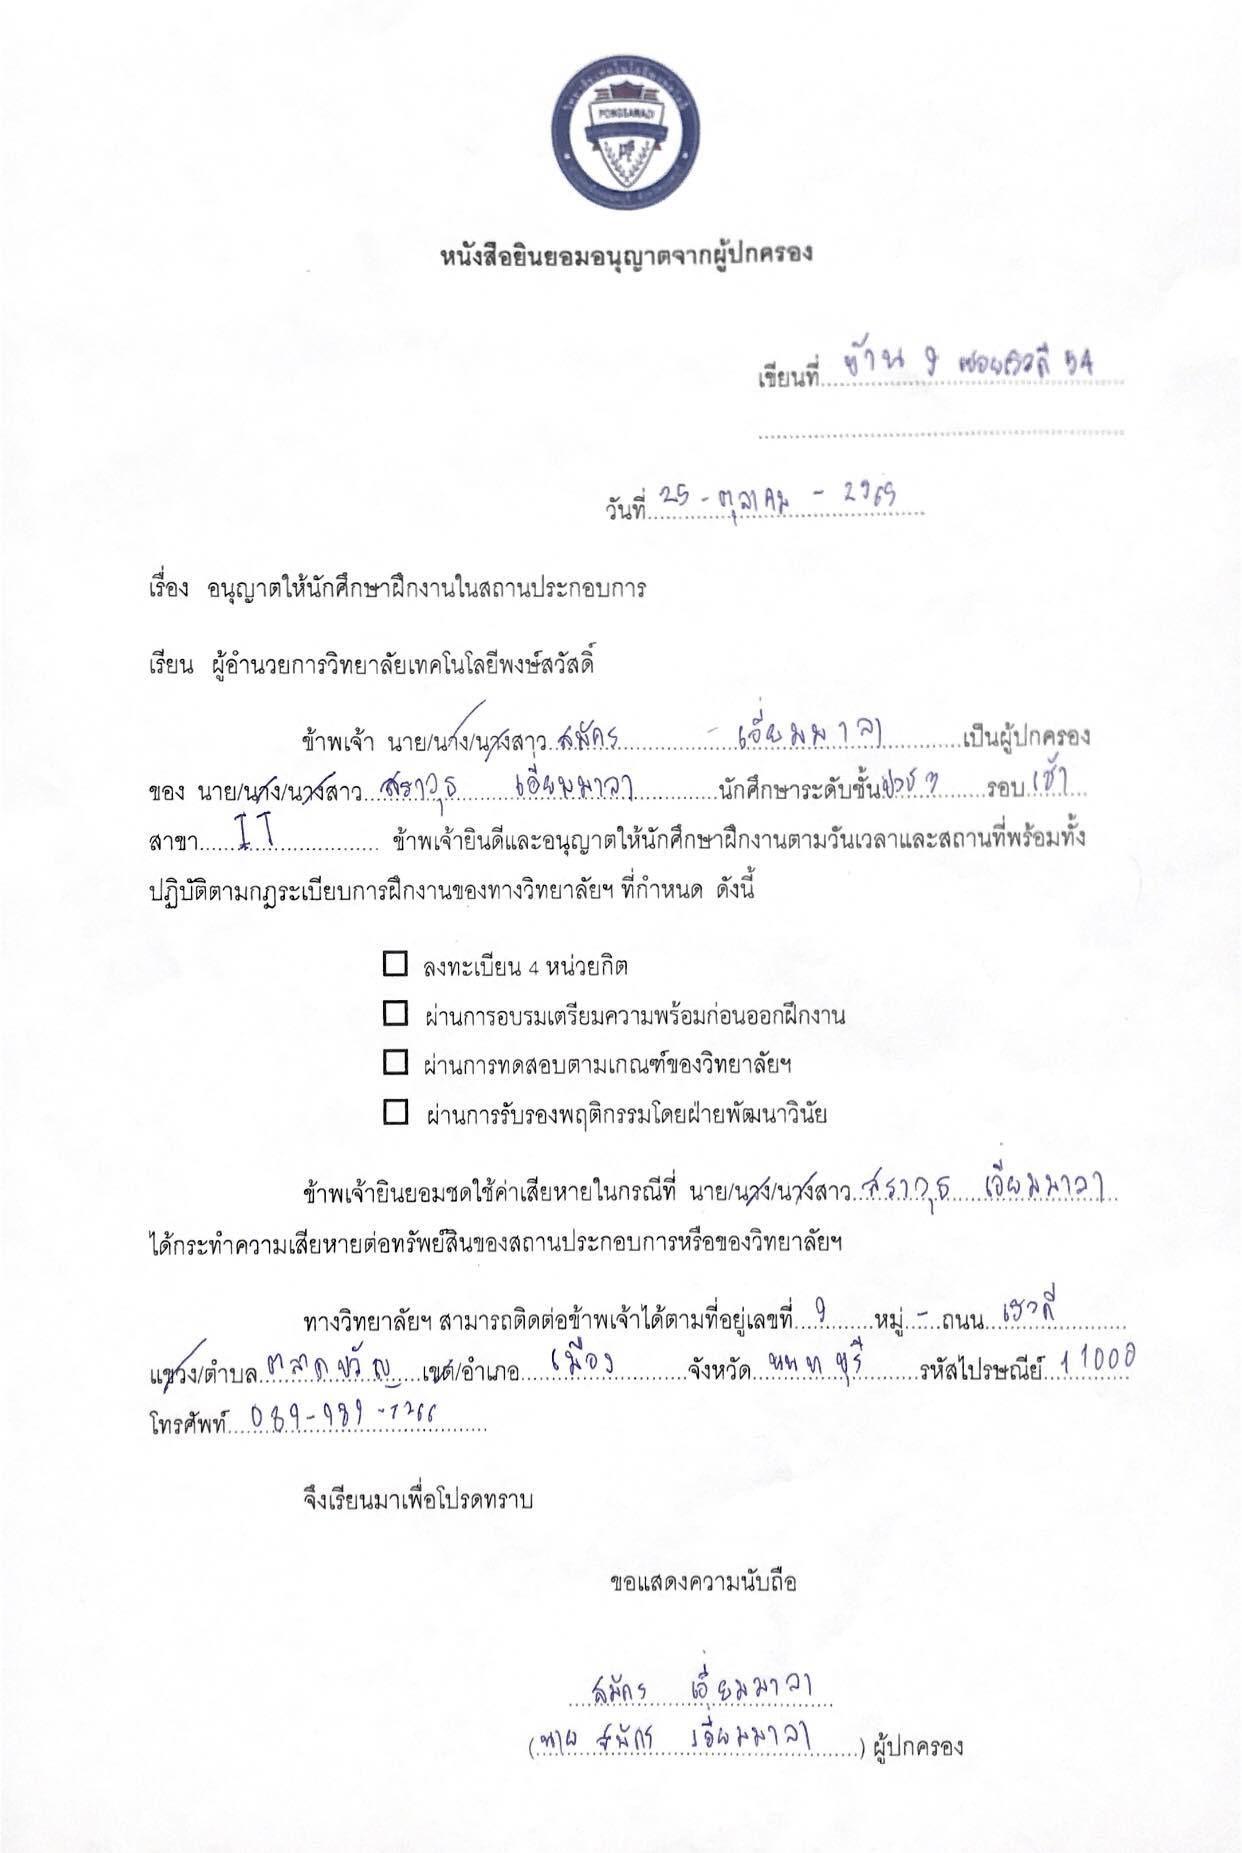 PONGSAWADI
หนังสือยินยอมอนุญาตจากผู้ปกครอง
เขียนที่ บ้าน 9 ซอยเรวดี 54
วันที่ 25 - ตุลาคม - 2565
เรื่อง อนุญาตให้นักศึกษาฝึกงานในสถานประกอบการ
เรียน ผู้อำนวยการวิทยาลัยเทคโนโลยีพงษ์สวัสดิ์
ข้าพเจ้า นาย/นาง/นางสาว สมัคร - เอี่ยมมาลา เป็นผู้ปกครอง
ของ นาย/นาง/นางสาว สราวุธ เอี่ยมมาลา นักศึกษาระดับชั้น ปวช 3 รอบ เช้า
สาขา IT ข้าพเจ้ายินดีและอนุญาตให้นักศึกษาฝึกงานตามวันเวลาและสถานที่พร้อมทั้ง
ปฏิบัติตามกฎระเบียบการฝึกงานของทางวิทยาลัยฯ ที่กำหนด ดังนี้
ลงทะเบียน 4 หน่วยกิต
ผ่านการอบรมเตรียมความพร้อมก่อนออกฝึกงาน
ผ่านการทดสอบตามเกณฑ์ของวิทยาลัยฯ
ผ่านการรับรองพฤติกรรมโดยฝ่ายพัฒนาวินัย
ข้าพเจ้ายินยอมชดใช้ค่าเสียหายในกรณีที่ นาย/นาง/นางสาว สราวุธ เอี่ยมมาลา
ได้กระทำความเสียหายต่อทรัพย์สินของสถานประกอบการหรือของวิทยาลัยฯ
ทางวิทยาลัยฯ สามารถติดต่อข้าพเจ้าได้ตามที่อยู่เลขที่ 9 หมู่ - ถนน เรวดี
แขวง/ตำบล ตลาดขวัญ เขต/อำเภอ เมือง จังหวัด นนทบุรี รหัสไปรษณีย์ 11000
โทรศัพท์ 089-989-
จึงเรียนมาเพื่อโปรดทราบ
ขอแสดงความนับถือ
สมัคร เอี่ยมมาลา
(นาย สมัคร เอี่ยมมาลา) ผู้ปกครอง